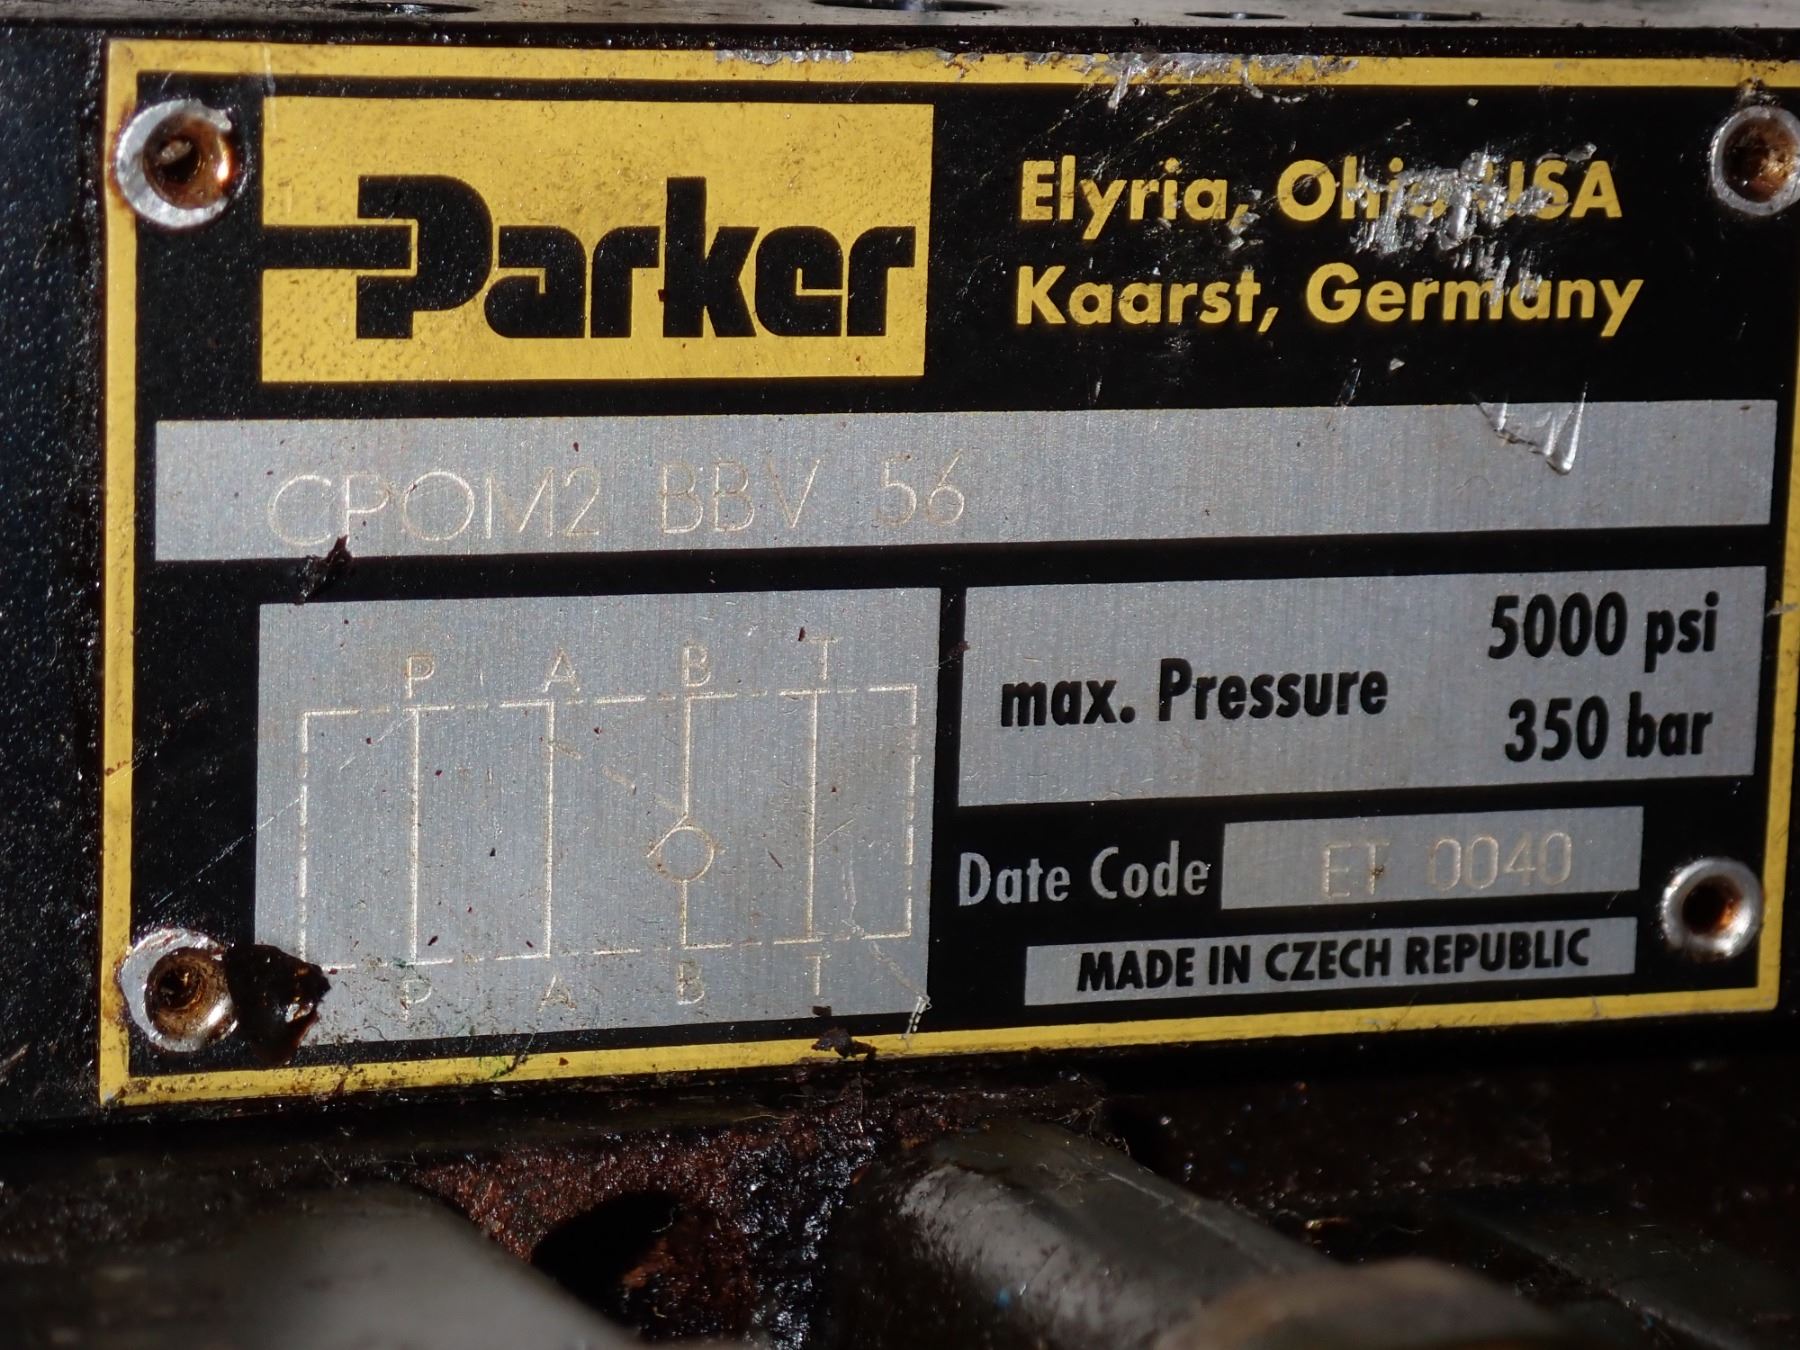 Parker
Elyria, Ohio, USA
Kaarst, Germany
CPOM2 BBV 56
P A B T
P A B T
max. Pressure
5000 psi
350 bar
Date Code ET 0040
MADE IN CZECH REPUBLIC